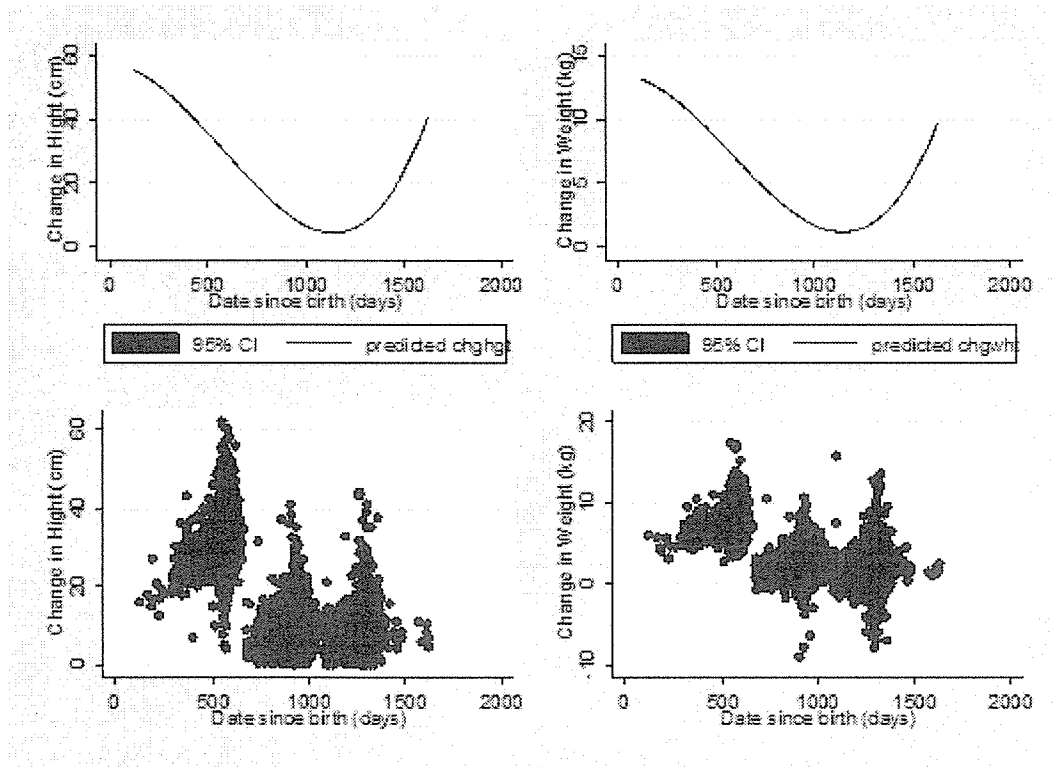 Change in Hight (cm)
0 20 40 60
0 500 1000 1500 2000
Date since birth (days)
95% CI predicted chghgt
Change in Weight (kg)
0 5 10 15
0 500 1000 1500 2000
Date since birth (days)
95% CI predicted chgwht
Change in Hight (cm)
0 20 40 60
0 500 1000 1500 2000
Date since birth (days)
Change in Weight (kg)
-10 0 10 20
0 500 1000 1500 2000
Date since birth (days)